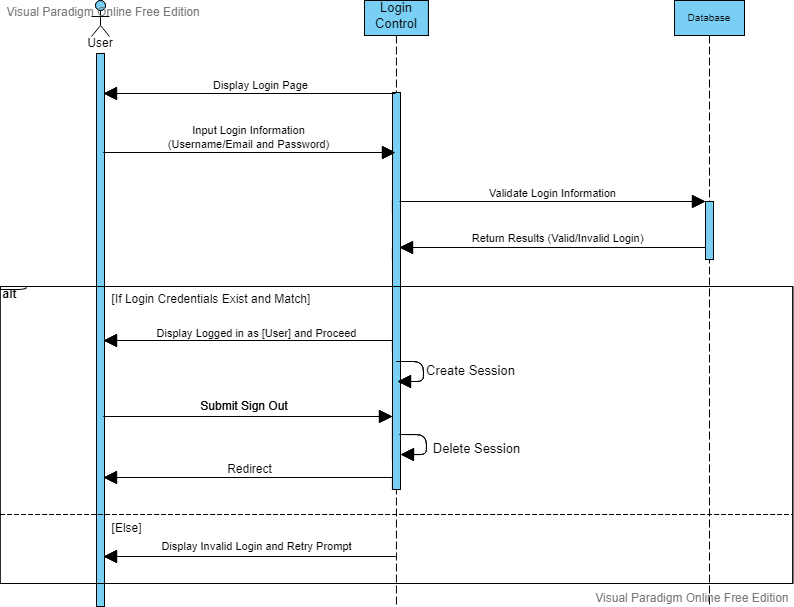 Visual Paradigm Online Free Edition
User
Login
Control
Database
Display Login Page
Input Login Information
(Username/Email and Password)
Validate Login Information
Return Results (Valid/Invalid Login)
alt
[If Login Credentials Exist and Match]
Display Logged in as [User] and Proceed
Create Session
Submit Sign Out
Delete Session
Redirect
[Else]
Display Invalid Login and Retry Prompt
Visual Paradigm Online Free Edition